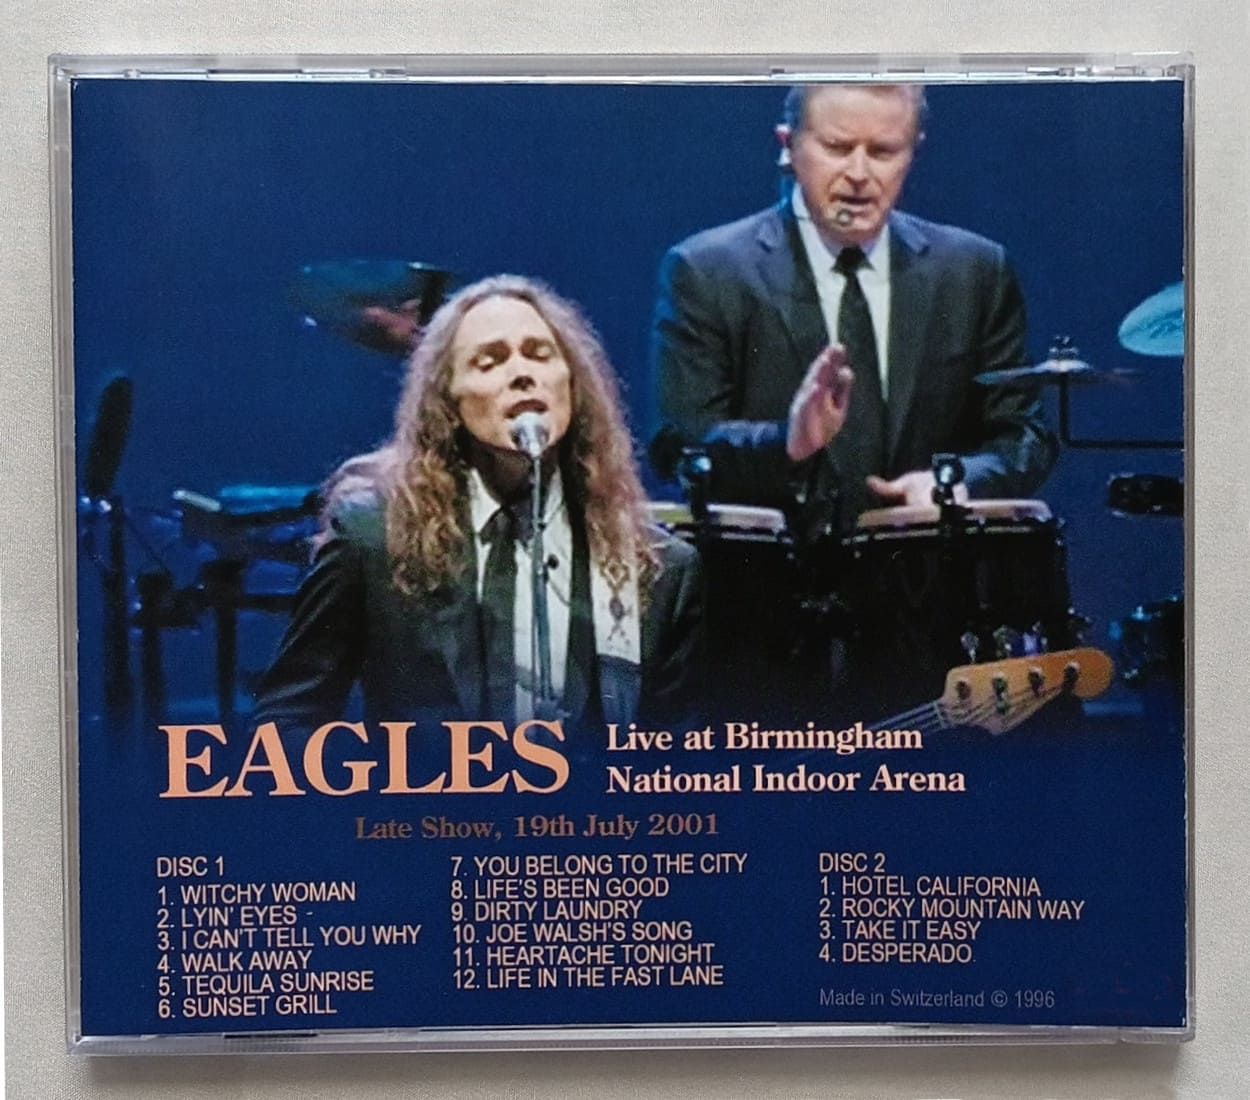 EAGLES
Live at Birmingham
National Indoor Arena
Late Show, 19th July 2001
DISC 1
1. WITCHY WOMAN
2. LYIN' EYES -
3. I CAN'T TELL YOU WHY
4. WALK AWAY
5. TEQUILA SUNRISE
6. SUNSET GRILL
7. YOU BELONG TO THE CITY
8. LIFE'S BEEN GOOD
9. DIRTY LAUNDRY
10. JOE WALSH'S SONG
11. HEARTACHE TONIGHT
12. LIFE IN THE FAST LANE
DISC 2
1. HOTEL CALIFORNIA
2. ROCKY MOUNTAIN WAY
3. TAKE IT EASY
4. DESPERADO.
Made in Switzerland © 1996